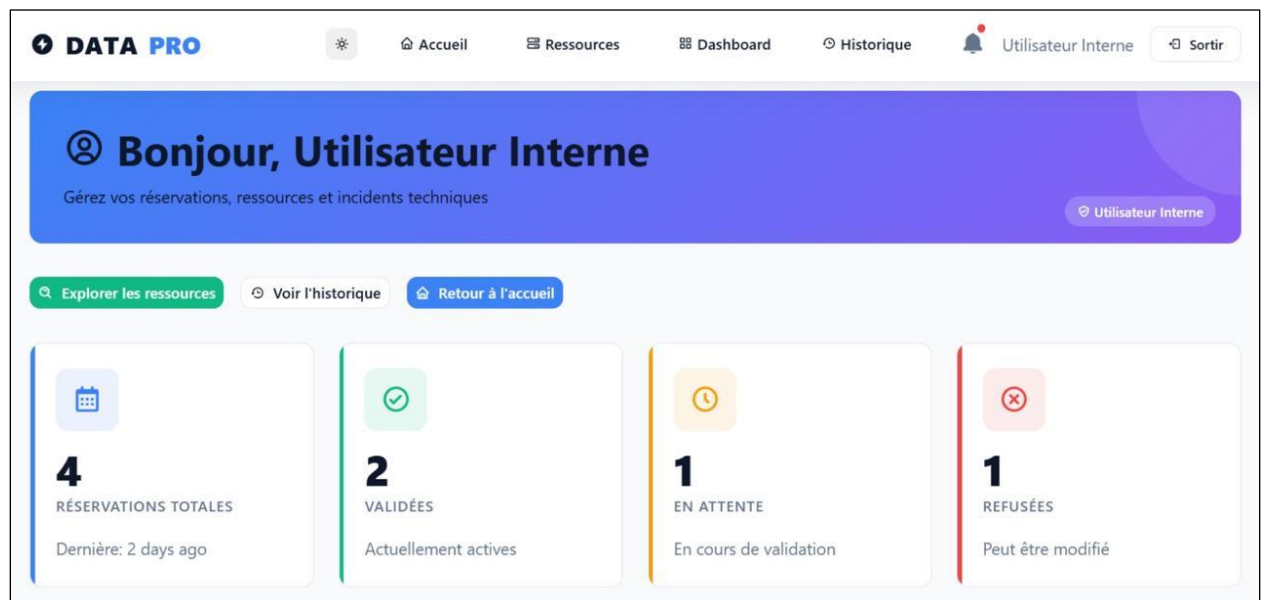 DATA PRO
Accueil
Ressources
Dashboard
Historique
Utilisateur Interne
Sortir
Bonjour, Utilisateur Interne
Gérez vos réservations, ressources et incidents techniques
Utilisateur Interne
Explorer les ressources
Voir l'historique
Retour à l'accueil
4
RÉSERVATIONS TOTALES
Dernière: 2 days ago
2
VALIDÉES
Actuellement actives
1
EN ATTENTE
En cours de validation
1
REFUSÉES
Peut être modifié